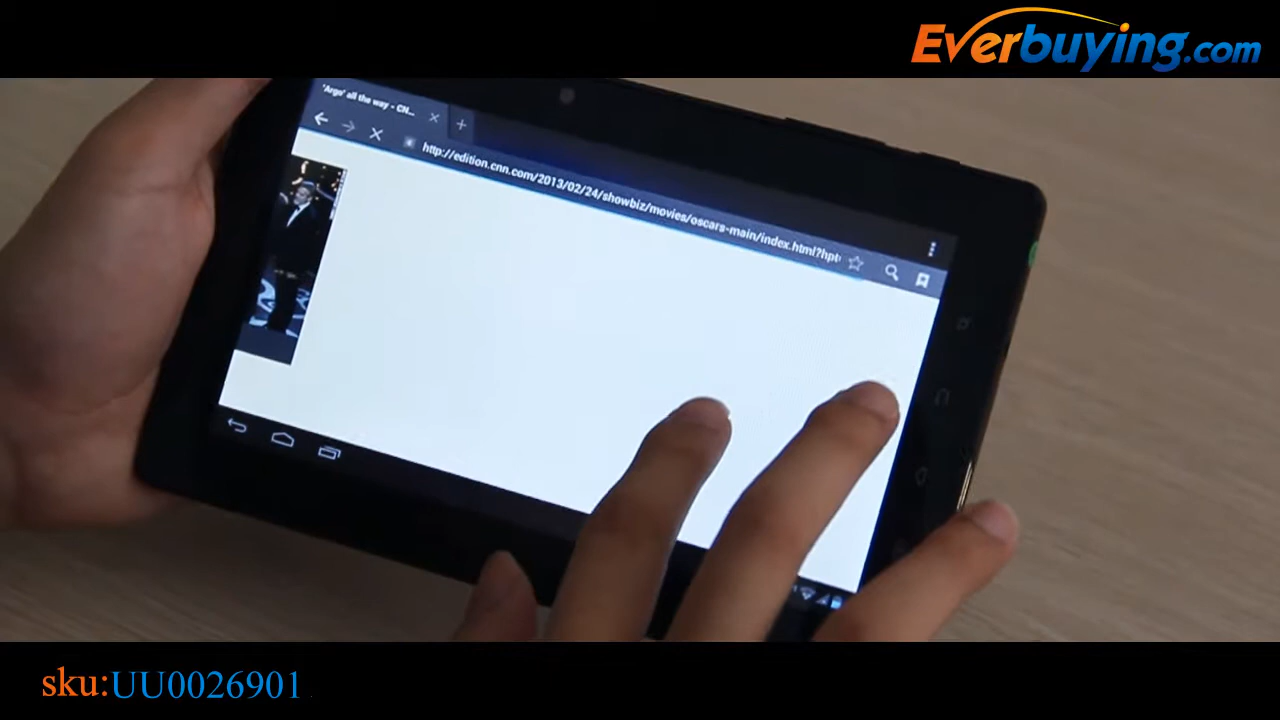 Everbuying.com
'Argo' all the way - CN...
http://edition.cnn.com/2013/02/24/showbiz/movies/oscars-main/index.html?hpt
sku:UU0026901